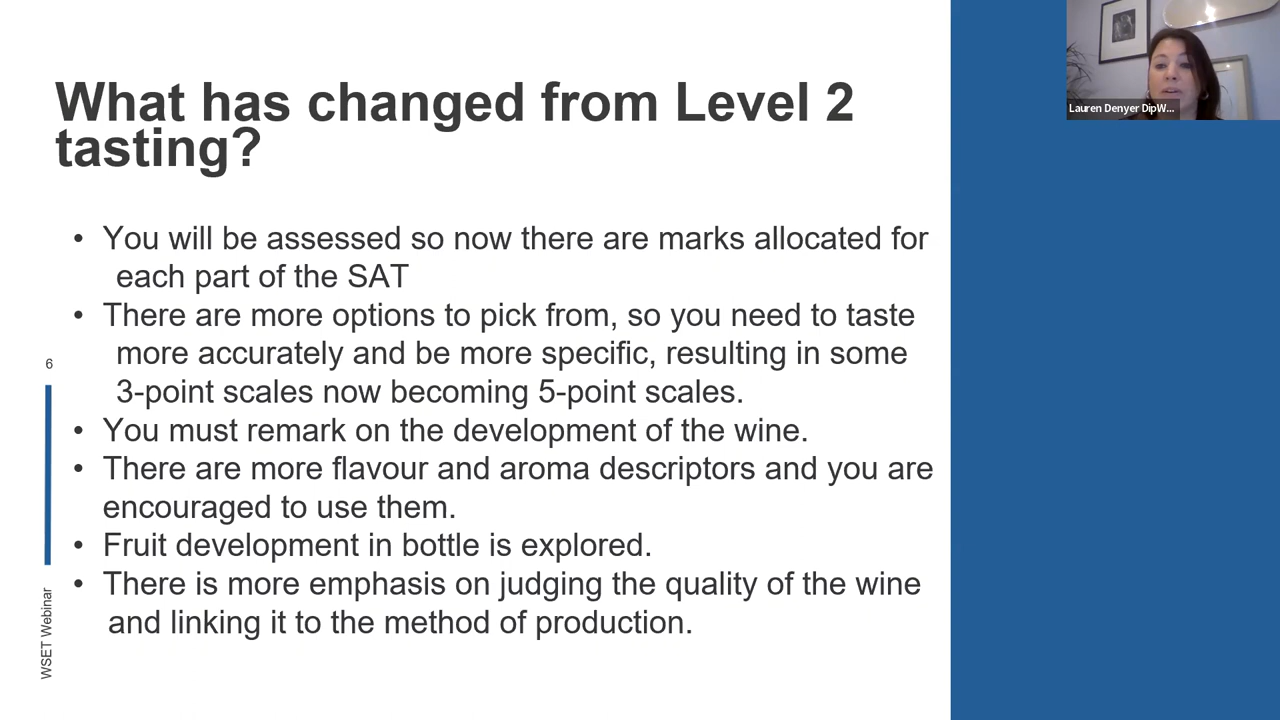 What has changed from Level 2
tasting?
• You will be assessed so now there are marks allocated for
each part of the SAT
• There are more options to pick from, so you need to taste
more accurately and be more specific, resulting in some
3-point scales now becoming 5-point scales.
• You must remark on the development of the wine.
• There are more flavour and aroma descriptors and you are
encouraged to use them.
• Fruit development in bottle is explored.
• There is more emphasis on judging the quality of the wine
and linking it to the method of production.
6
WSET Webinar
Lauren Denyer DipW...